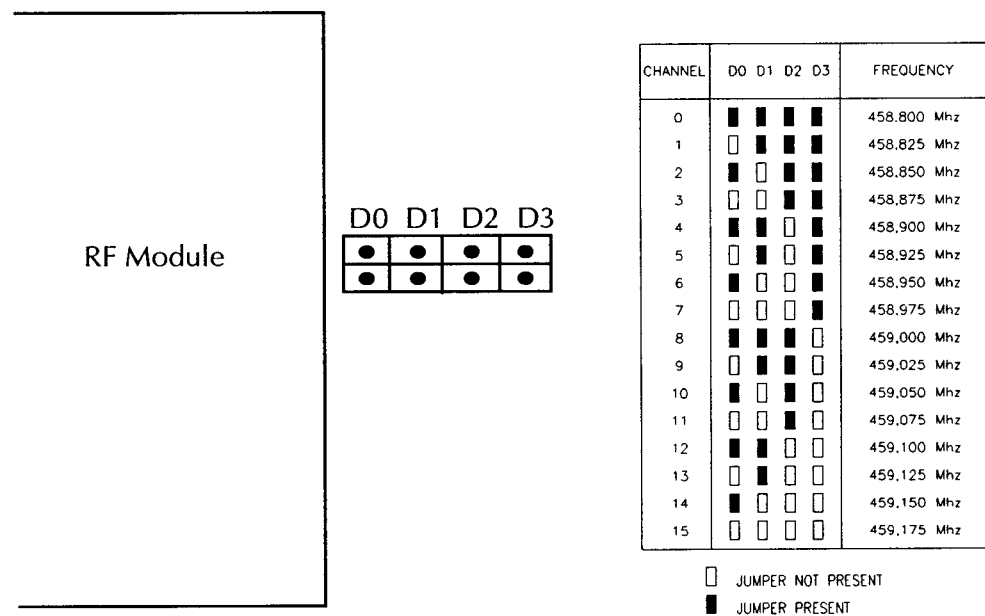 RF Module
D0 D1 D2 D3
CHANNEL D0 D1 D2 D3 FREQUENCY
0 458.800 Mhz
1 458.825 Mhz
2 458.850 Mhz
3 458.875 Mhz
4 458.900 Mhz
5 458.925 Mhz
6 458.950 Mhz
7 458.975 Mhz
8 459.000 Mhz
9 459.025 Mhz
10 459.050 Mhz
11 459.075 Mhz
12 459.100 Mhz
13 459.125 Mhz
14 459.150 Mhz
15 459.175 Mhz
JUMPER NOT PRESENT
JUMPER PRESENT